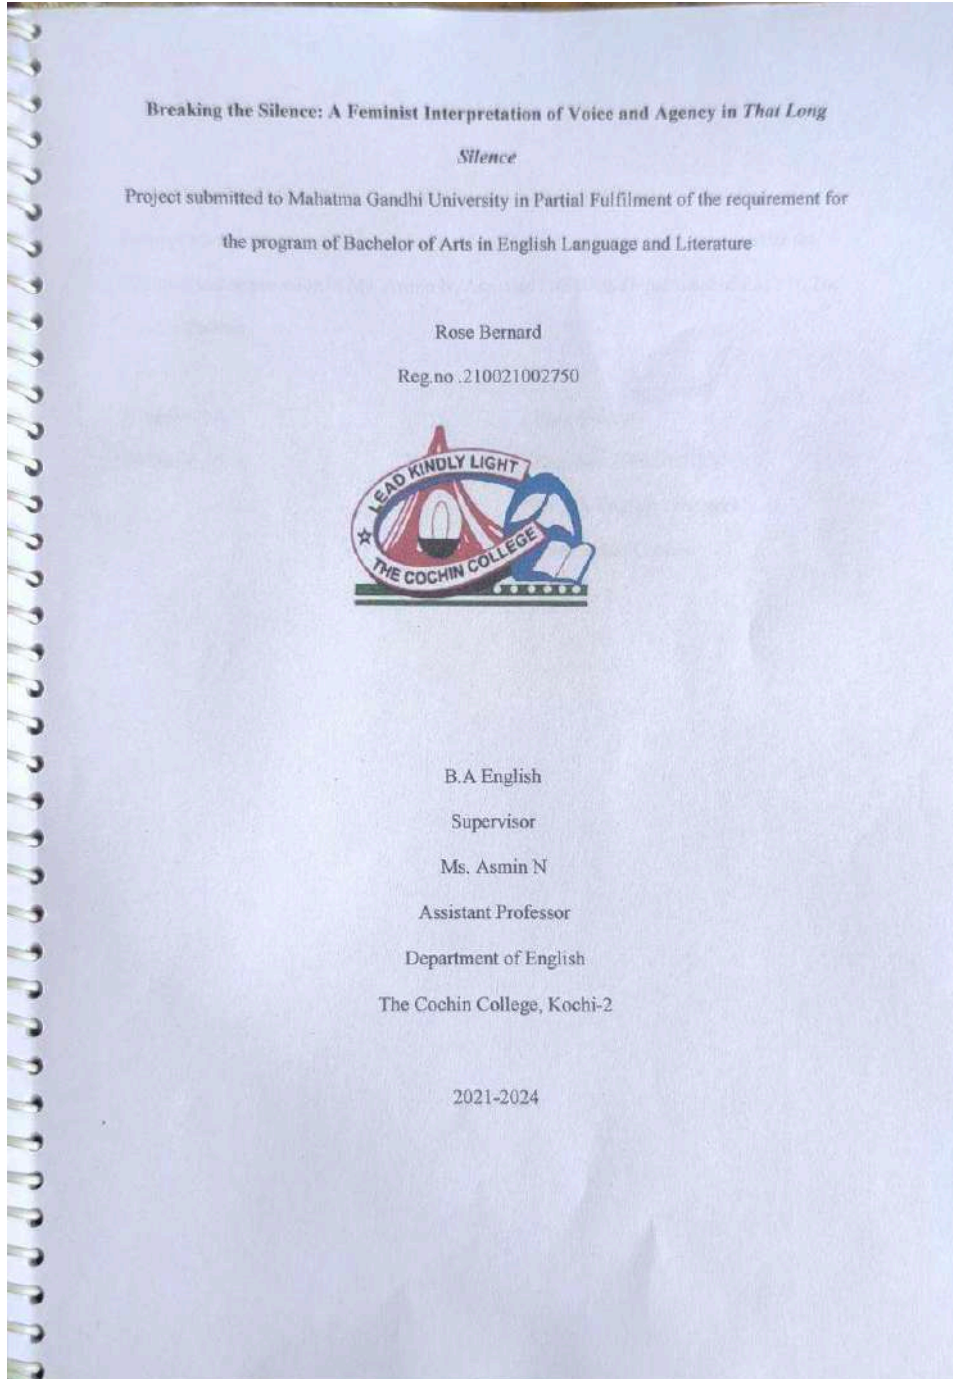 Breaking the Silence: A Feminist Interpretation of Voice and Agency in That Long
Silence
Project submitted to Mahatma Gandhi University in Partial Fulfilment of the requirement for
the program of Bachelor of Arts in English Language and Literature
Rose Bernard
Reg.no .210021002750
LEAD KINDLY LIGHT
THE COCHIN COLLEGE
B.A English
Supervisor
Ms. Asmin N
Assistant Professor
Department of English
The Cochin College, Kochi-2
2021-2024